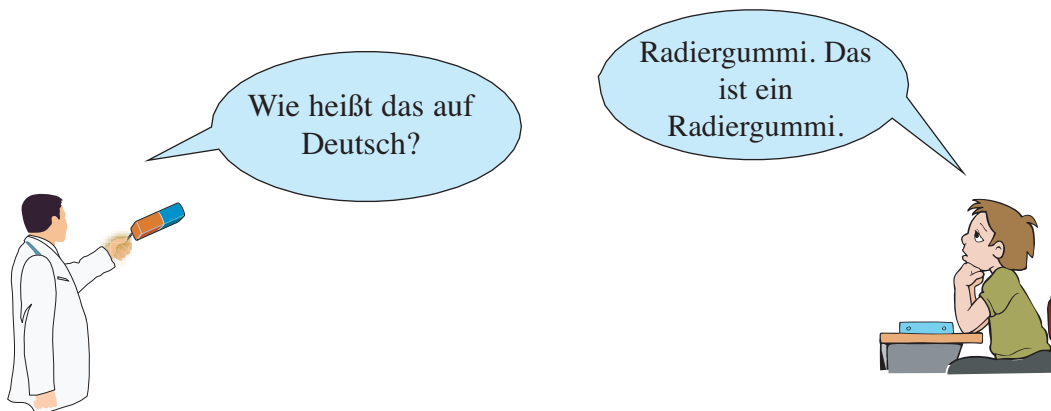 Wie heißt das auf
Deutsch?
Radiergummi. Das
ist ein
Radiergummi.